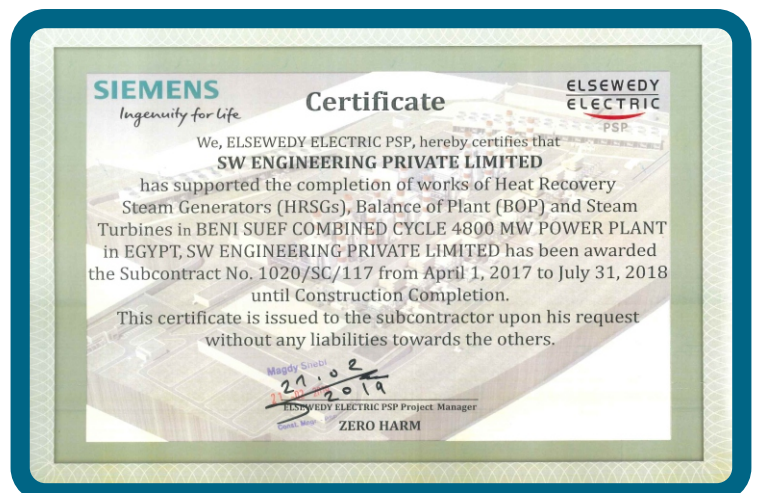 SIEMENS
Ingenuity for life
Certificate
ELSEWEDY
ELECTRIC
PSP
We, ELSEWEDY ELECTRIC PSP, hereby certifies that
SW ENGINEERING PRIVATE LIMITED
has supported the completion of works of Heat Recovery
Steam Generators (HRSGs), Balance of Plant (BOP) and Steam
Turbines in BENI SUEF COMBINED CYCLE 4800 MW POWER PLANT
in EGYPT, SW ENGINEERING PRIVATE LIMITED has been awarded
the Subcontract No. 1020/SC/117 from April 1, 2017 to July 31, 2018
until Construction Completion.
This certificate is issued to the subcontractor upon his request
without any liabilities towards the others.
Magdy
ELSEWEDY ELECTRIC PSP Project Manager
ZERO HARM